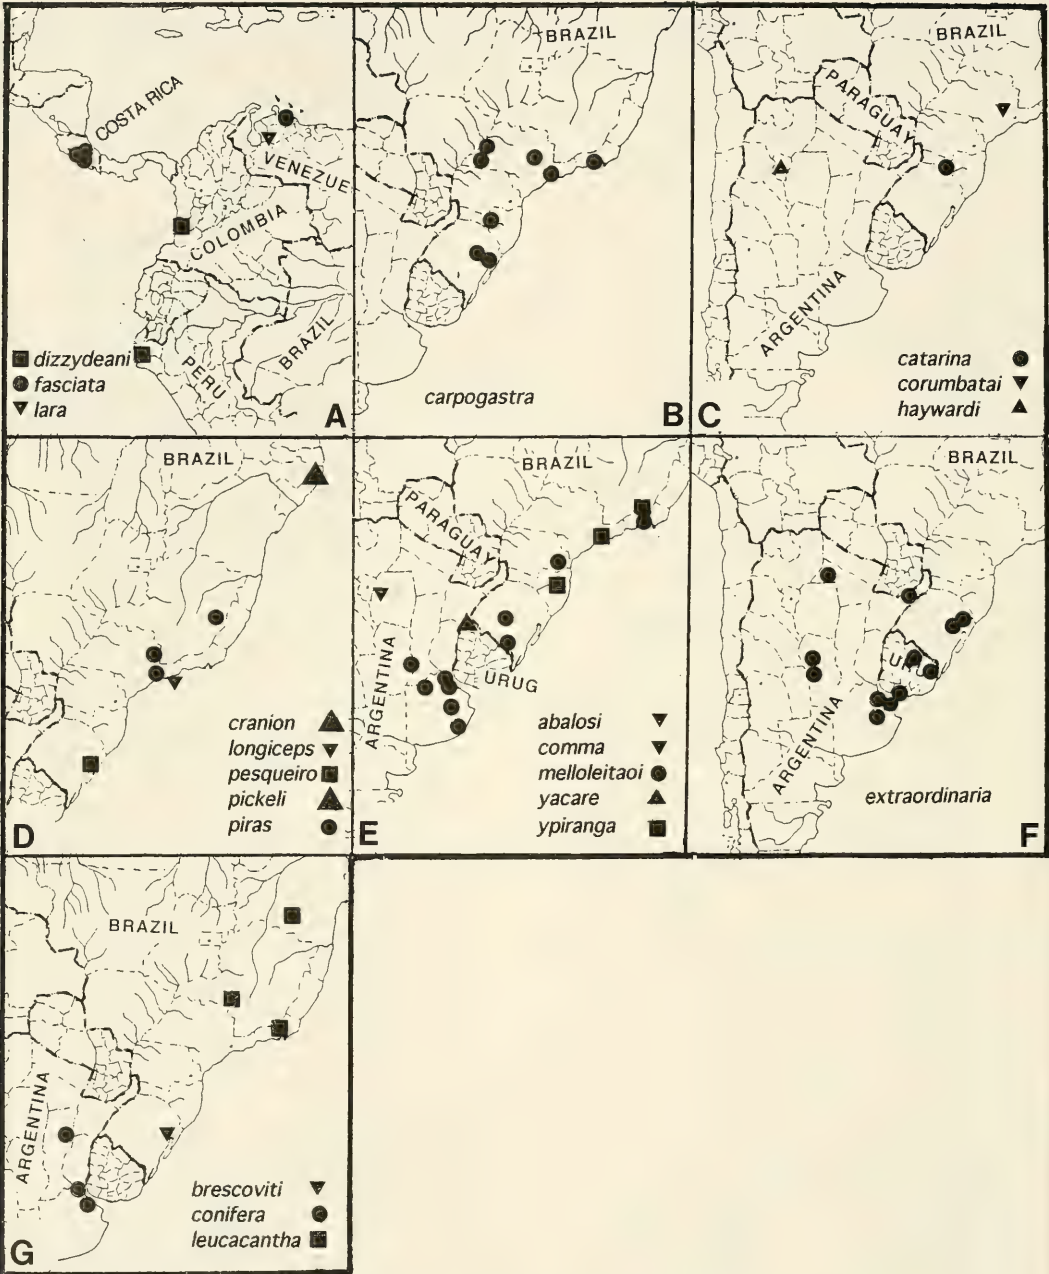 COSTA RICA
VENEZUE
COLOMBIA
BRAZIL
PERU
dizzydeani
fasciata
lara
A
BRAZIL
carpogastra
B
BRAZIL
PARAGUAY
ARGENTINA
catarina
corumbatai
haywardi
C
BRAZIL
cranion
longiceps
pesqueiro
pickeli
piras
D
BRAZIL
PARAGUAY
ARGENTINA
URUG
abalosi
comma
melloleitaoi
yacare
ypiranga
E
BRAZIL
URU
ARGENTINA
extraordinaria
F
BRAZIL
ARGENTINA
brescoviti
conifera
leucacantha
G